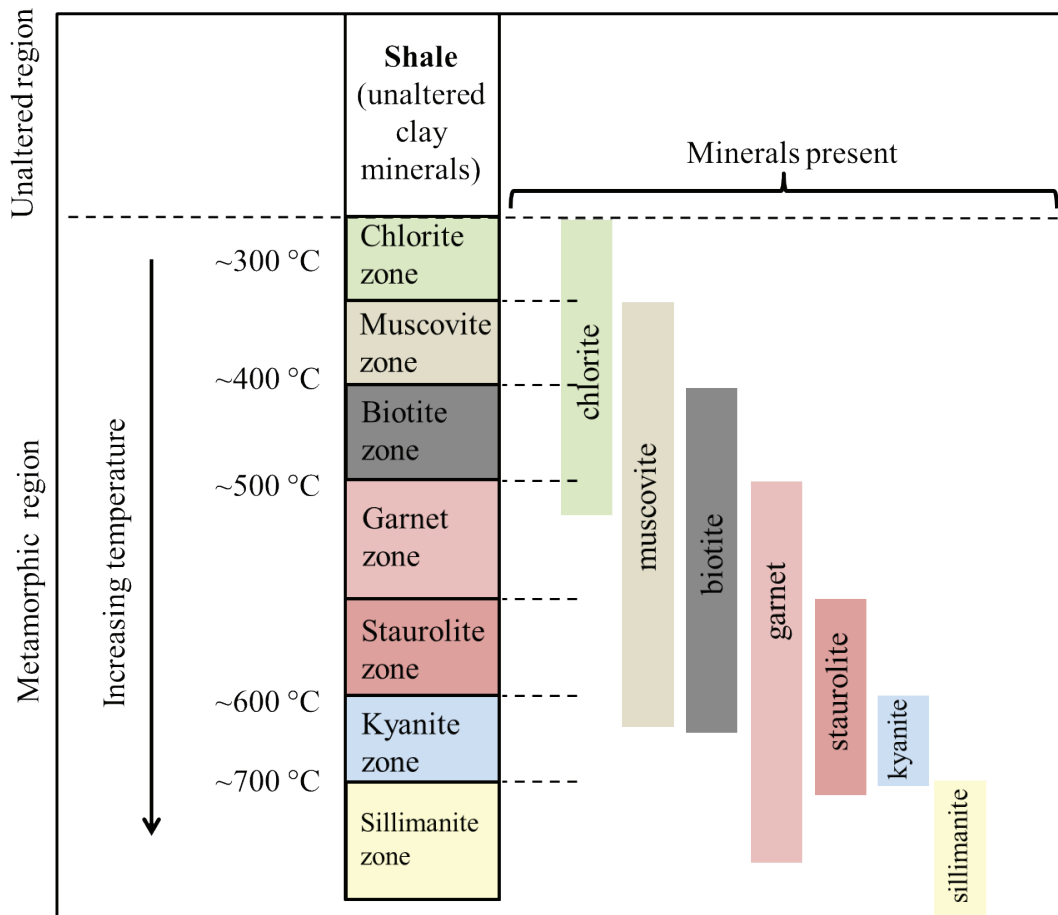 Unaltered region
Shale
(unaltered
clay
minerals)
Minerals present
Metamorphic region
Increasing temperature
~300 °C
~400 °C
~500 °C
~600 °C
~700 °C
Chlorite
zone
Muscovite
zone
Biotite
zone
Garnet
zone
Staurolite
zone
Kyanite
zone
Sillimanite
zone
chlorite
muscovite
biotite
garnet
staurolite
kyanite
sillimanite